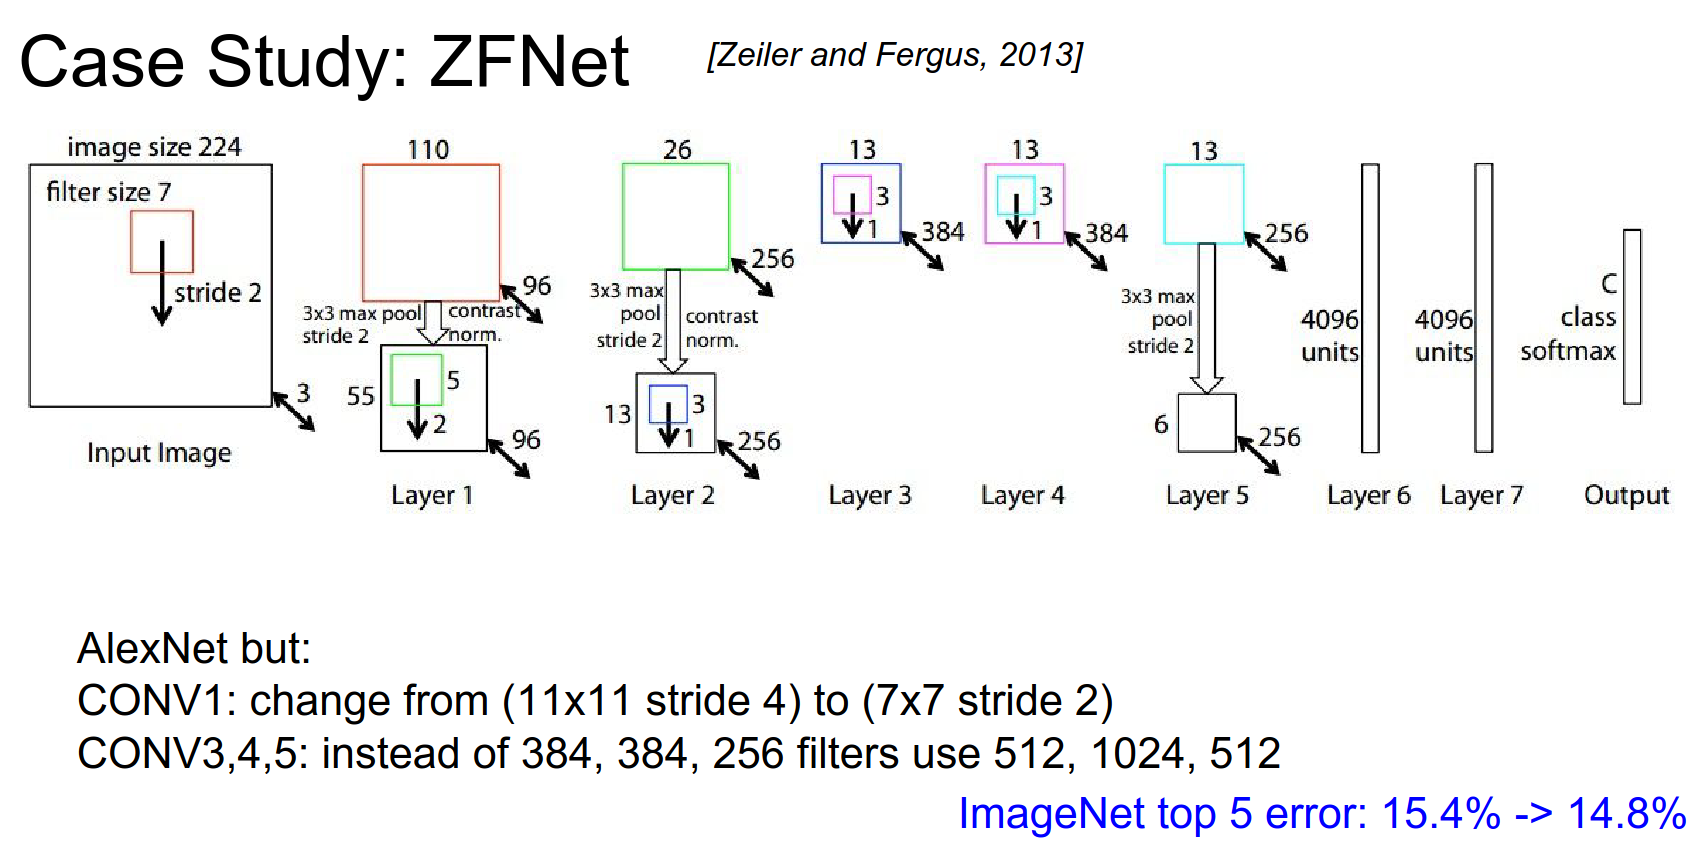 Case Study: ZFNet
[Zeiler and Fergus, 2013]
image size 224
filter size 7
stride 2
3
Input Image
110
96
3x3 max pool
stride 2
contrast
norm.
55
5
2
96
Layer 1
26
256
3x3 max
pool
stride 2
contrast
norm.
13
3
1
256
Layer 2
13
3
1
384
Layer 3
13
3
1
384
Layer 4
13
256
3x3 max
pool
stride 2
6
256
Layer 5
4096
units
Layer 6
4096
units
Layer 7
C
class
softmax
Output
AlexNet but:
CONV1: change from (11x11 stride 4) to (7x7 stride 2)
CONV3,4,5: instead of 384, 384, 256 filters use 512, 1024, 512
ImageNet top 5 error: 15.4% -> 14.8%